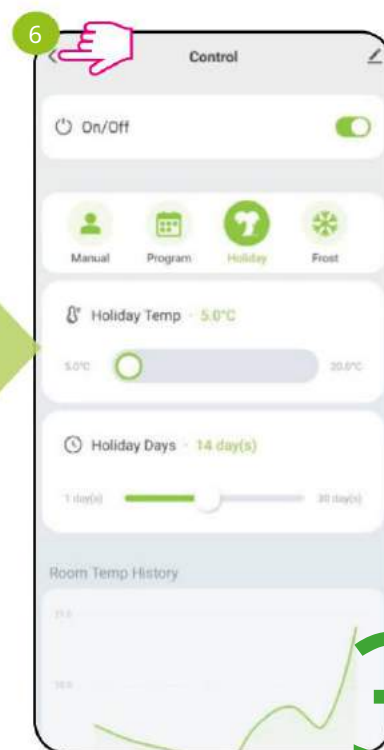 6
Control
On/Off
Manual Program Holiday Frost
Holiday Temp · 5.0°C
5.0°C 20.0°C
Holiday Days · 14 day(s)
1 day(s) 30 day(s)
Room Temp History